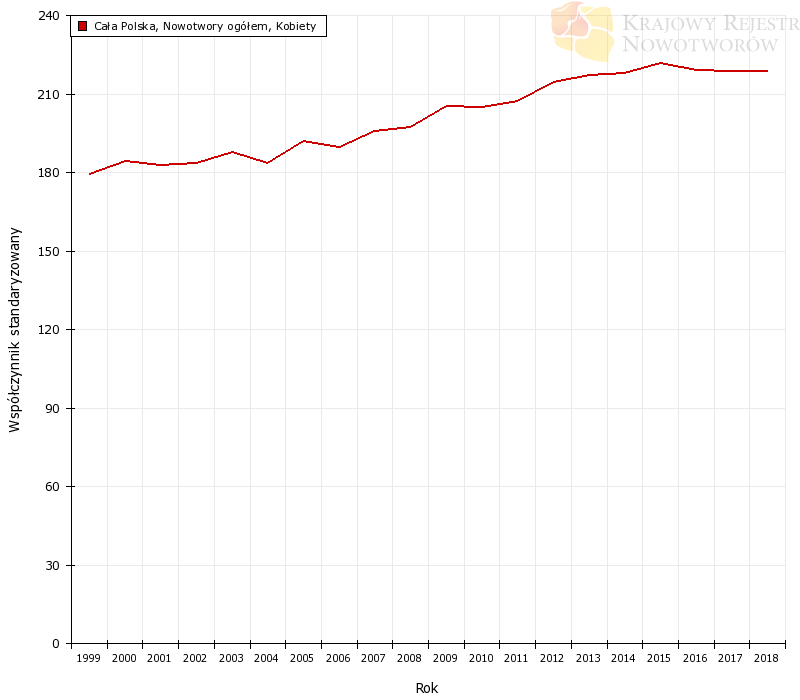 240
Cała Polska, Nowotwory ogółem, Kobiety
KRAJOWY REJESTR
NOWOTWORÓW
210
180
150
120
90
60
30
0
Współczynnik standaryzowany
1999 2000 2001 2002 2003 2004 2005 2006 2007 2008 2009 2010 2011 2012 2013 2014 2015 2016 2017 2018
Rok